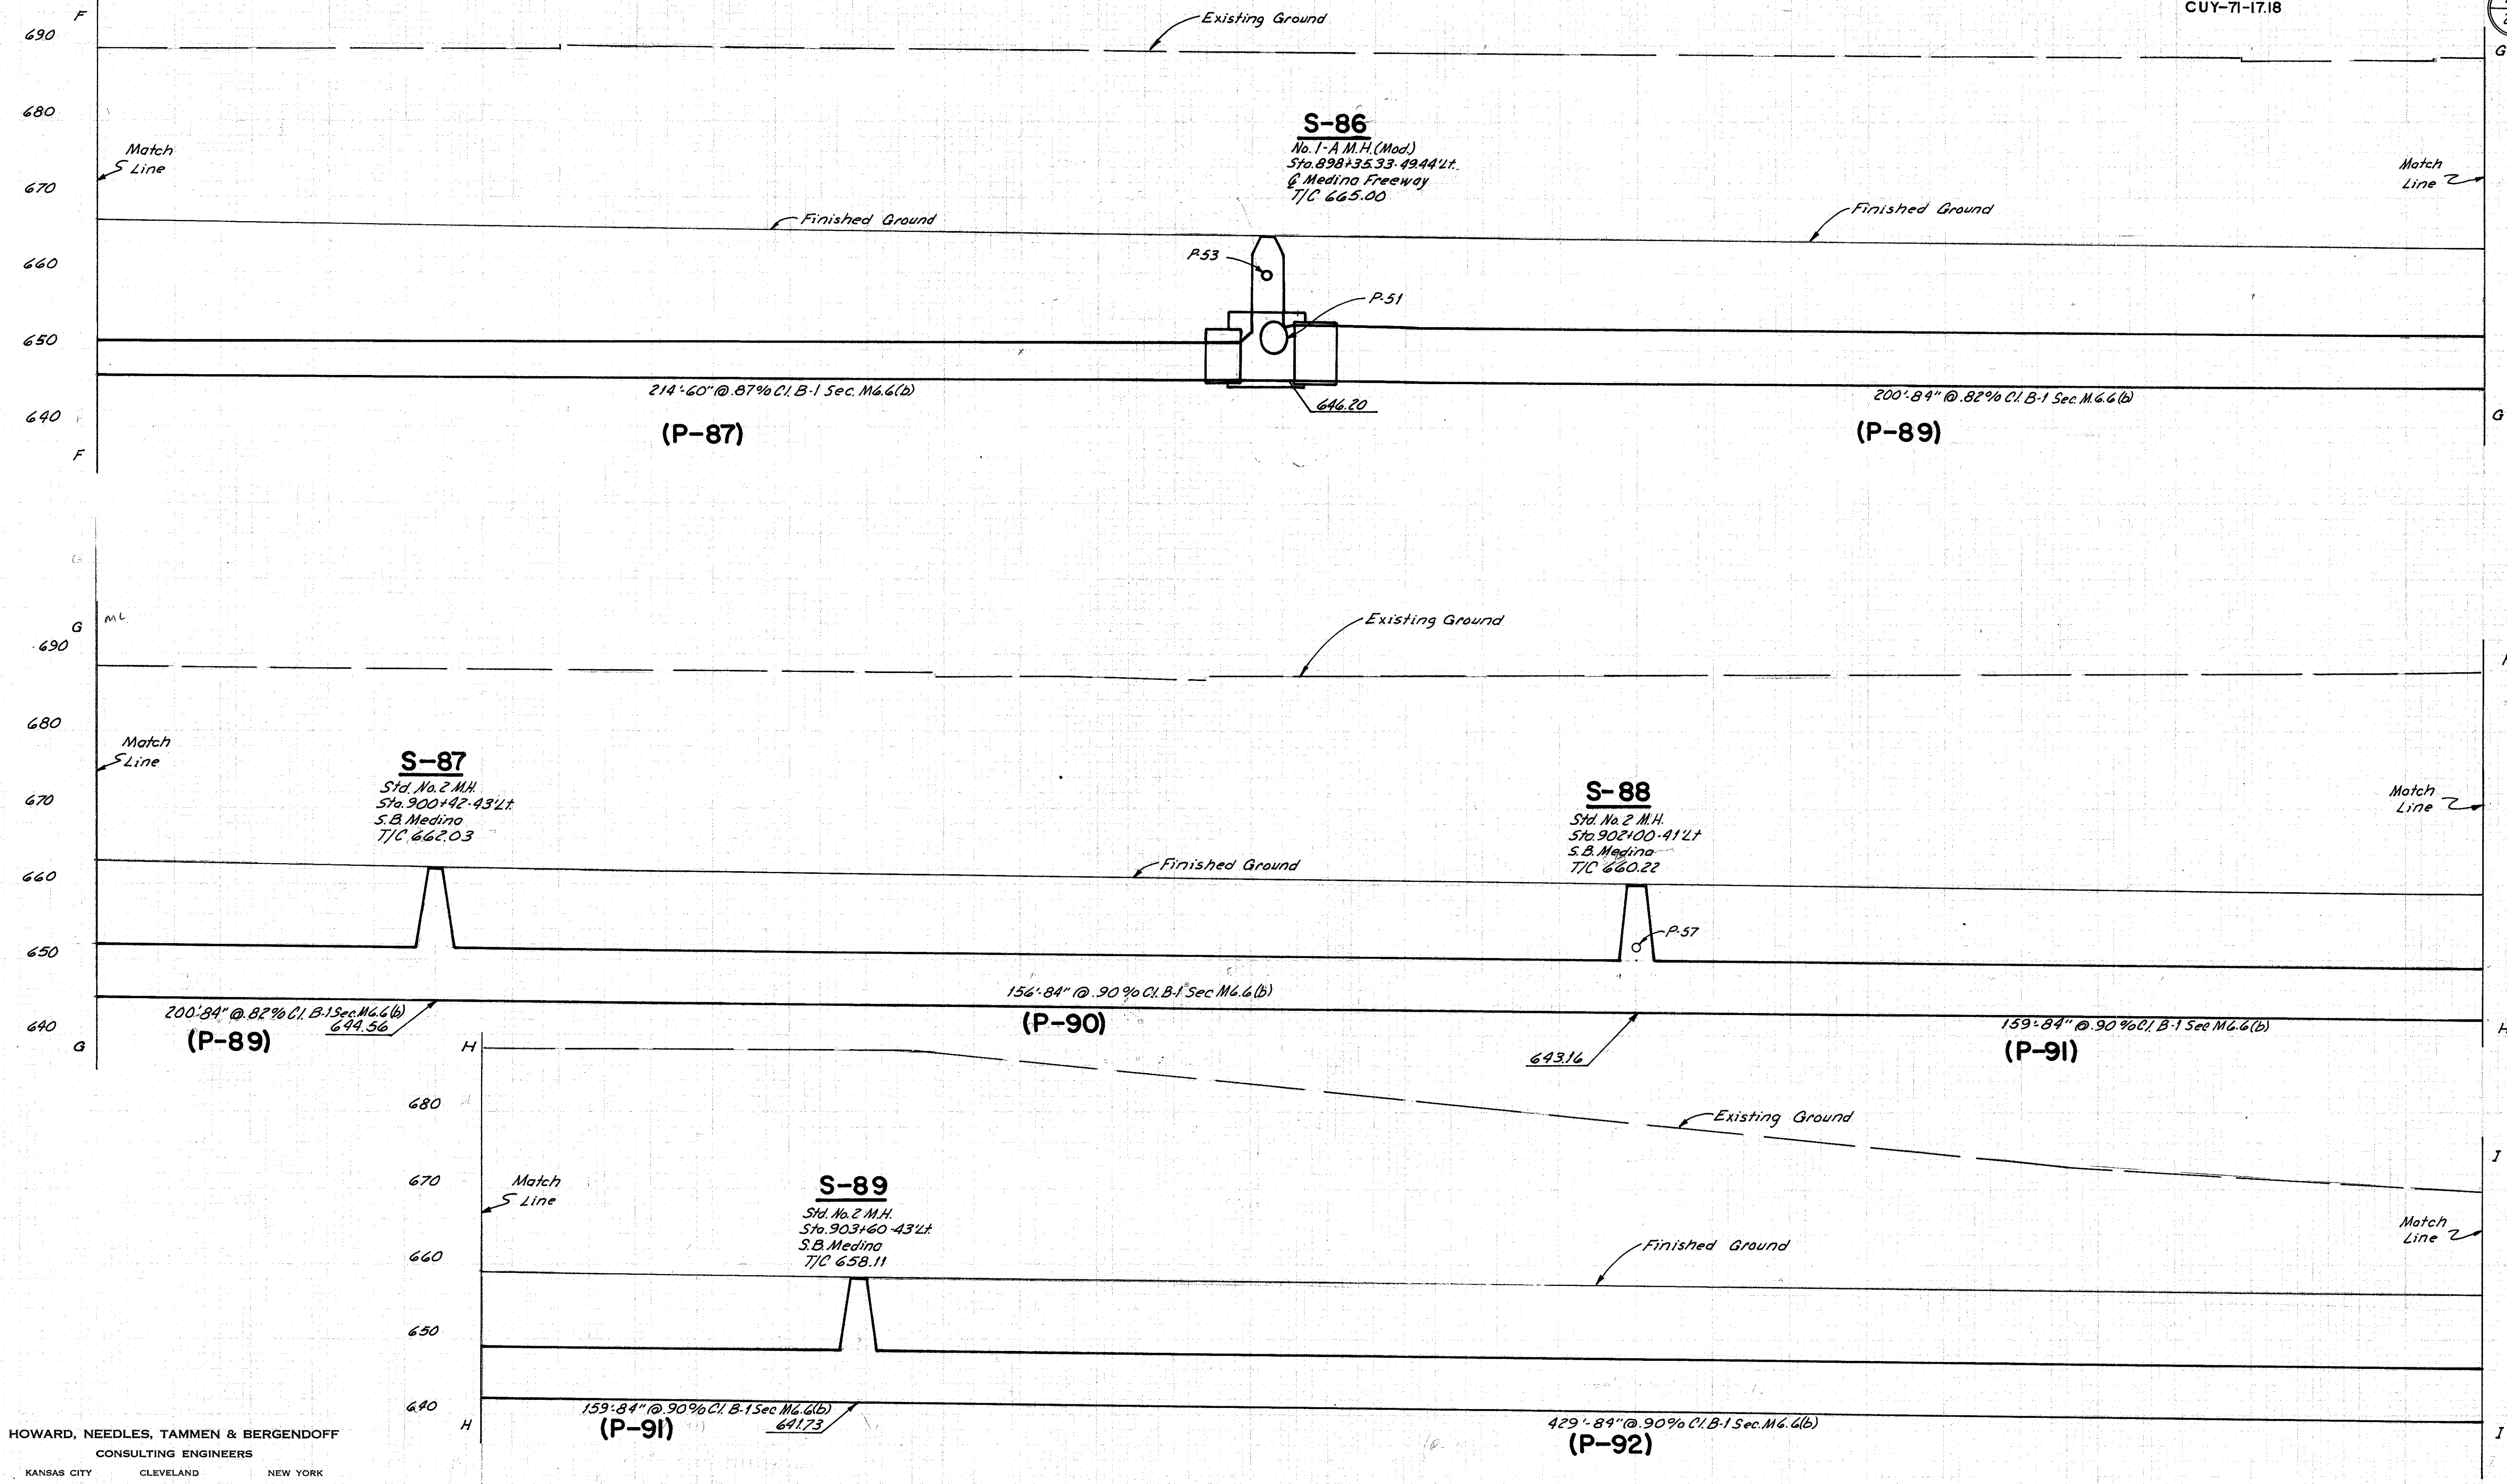 CUY-71-17.18
F
690
680
670
660
650
640
F
G
G
Existing Ground
Match
Line
Match
Line
S-86
No. 1-A M.H. (Mod.)
Sta. 898+35.33-49.44'Lt.
℄ Medina Freeway
T/C 665.00
Finished Ground
Finished Ground
P-53
P-51
214'-60" @ .87% Cl. B-1 Sec. M6.6(b)
(P-87)
646.20
200'-84" @ .82% Cl. B-1 Sec. M.6.6(b)
(P-89)
G
ML
690
680
670
660
650
640
G
H
Existing Ground
Match
Line
Match
Line
S-87
Std. No. 2 M.H.
Sta. 900+42-43'Lt.
S.B. Medina
T/C 662.03
S-88
Std. No. 2 M.H.
Sta. 902+00-41'Lt
S.B. Medina
T/C 660.22
Finished Ground
P-57
200'-84" @ .82% Cl. B-1 Sec. M6.6(b)
644.56
(P-89)
156'-84" @ .90% Cl. B-1 Sec M6.6(b)
(P-90)
643.16
159'-84" @ .90% Cl. B-1 Sec M6.6(b)
(P-91)
H
680
670
660
650
640
H
I
I
Existing Ground
Match
Line
Match
Line
S-89
Std. No. 2 M.H.
Sta. 903+60-43'Lt.
S.B. Medina
T/C 658.11
Finished Ground
159'-84" @ .90% Cl. B-1 Sec M6.6(b)
(P-91)
641.73
429'-84" @ .90% Cl. B-1 Sec. M6.6(b)
(P-92)
HOWARD, NEEDLES, TAMMEN & BERGENDOFF
CONSULTING ENGINEERS
KANSAS CITY CLEVELAND NEW YORK